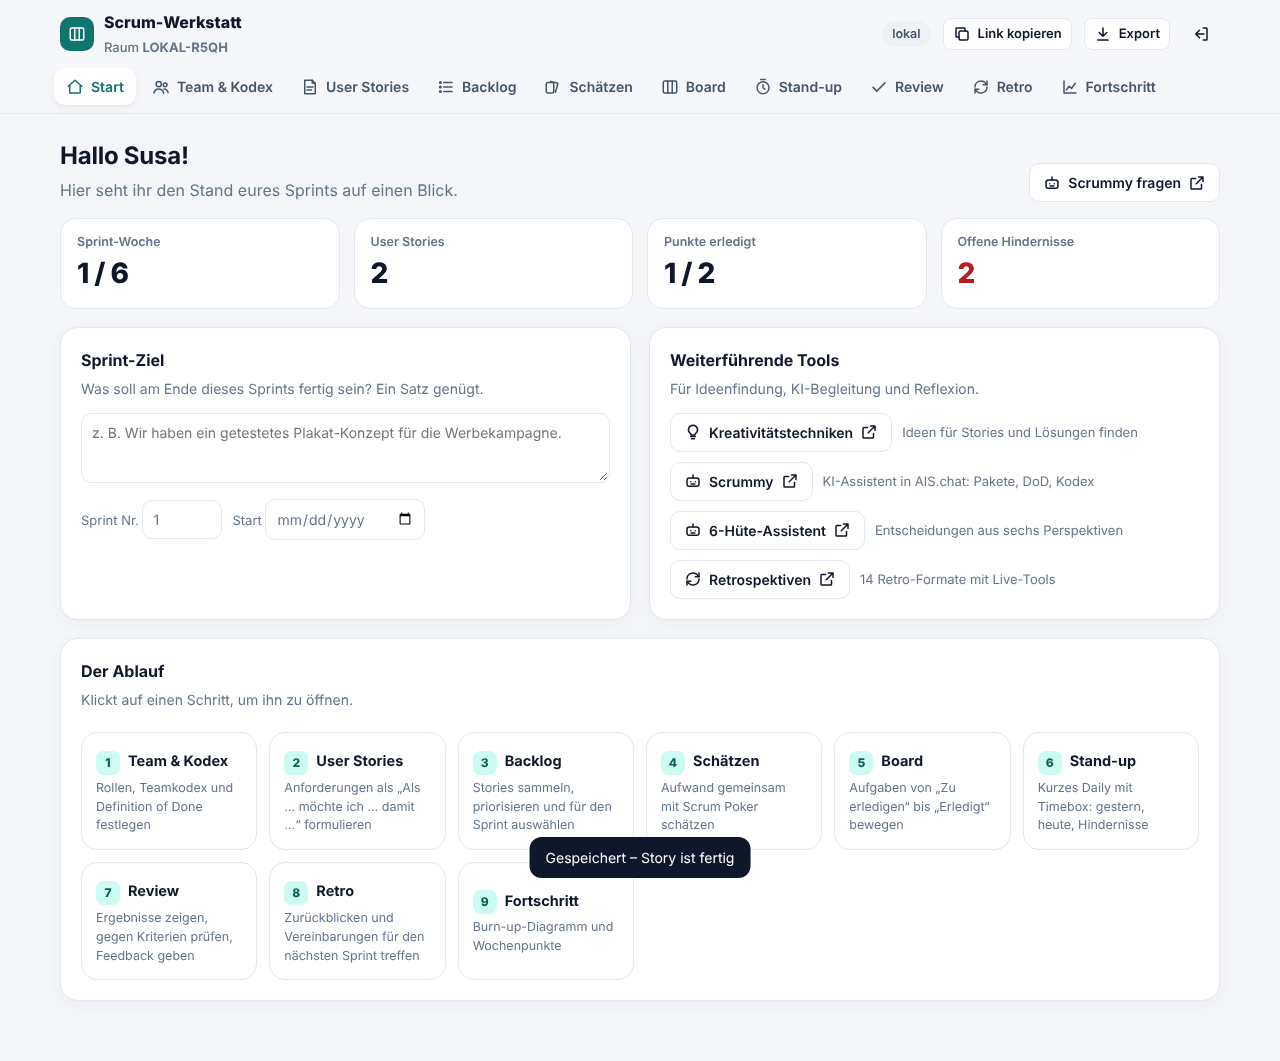 Scrum-Werkstatt
Raum LOKAL-R5QH
lokal
Link kopieren
Export
Start
Team & Kodex
User Stories
Backlog
Schätzen
Board
Stand-up
Review
Retro
Fortschritt
Hallo Susa!
Hier seht ihr den Stand eures Sprints auf einen Blick.
Scrummy fragen
Sprint-Woche
1 / 6
User Stories
2
Punkte erledigt
1 / 2
Offene Hindernisse
2
Sprint-Ziel
Was soll am Ende dieses Sprints fertig sein? Ein Satz genügt.
z. B. Wir haben ein getestetes Plakat-Konzept für die Werbekampagne.
Sprint Nr. 1 Start mm/dd/yyyy
Weiterführende Tools
Für Ideenfindung, KI-Begleitung und Reflexion.
Kreativitätstechniken Ideen für Stories und Lösungen finden
Scrummy KI-Assistent in AIS.chat: Pakete, DoD, Kodex
6-Hüte-Assistent Entscheidungen aus sechs Perspektiven
Retrospektiven 14 Retro-Formate mit Live-Tools
Der Ablauf
Klickt auf einen Schritt, um ihn zu öffnen.
1 Team & Kodex
Rollen, Teamkodex und
Definition of Done
festlegen
2 User Stories
Anforderungen als „Als
… möchte ich … damit
…“ formulieren
3 Backlog
Stories sammeln,
priorisieren und für den
Sprint auswählen
4 Schätzen
Aufwand gemeinsam
mit Scrum Poker
schätzen
5 Board
Aufgaben von „Zu
erledigen“ bis „Erledigt“
bewegen
6 Stand-up
Kurzes Daily mit
Timebox: gestern,
heute, Hindernisse
Gespeichert – Story ist fertig
7 Review
Ergebnisse zeigen,
gegen Kriterien prüfen,
Feedback geben
8 Retro
Zurückblicken und
Vereinbarungen für den
nächsten Sprint treffen
9 Fortschritt
Burn-up-Diagramm und
Wochenpunkte